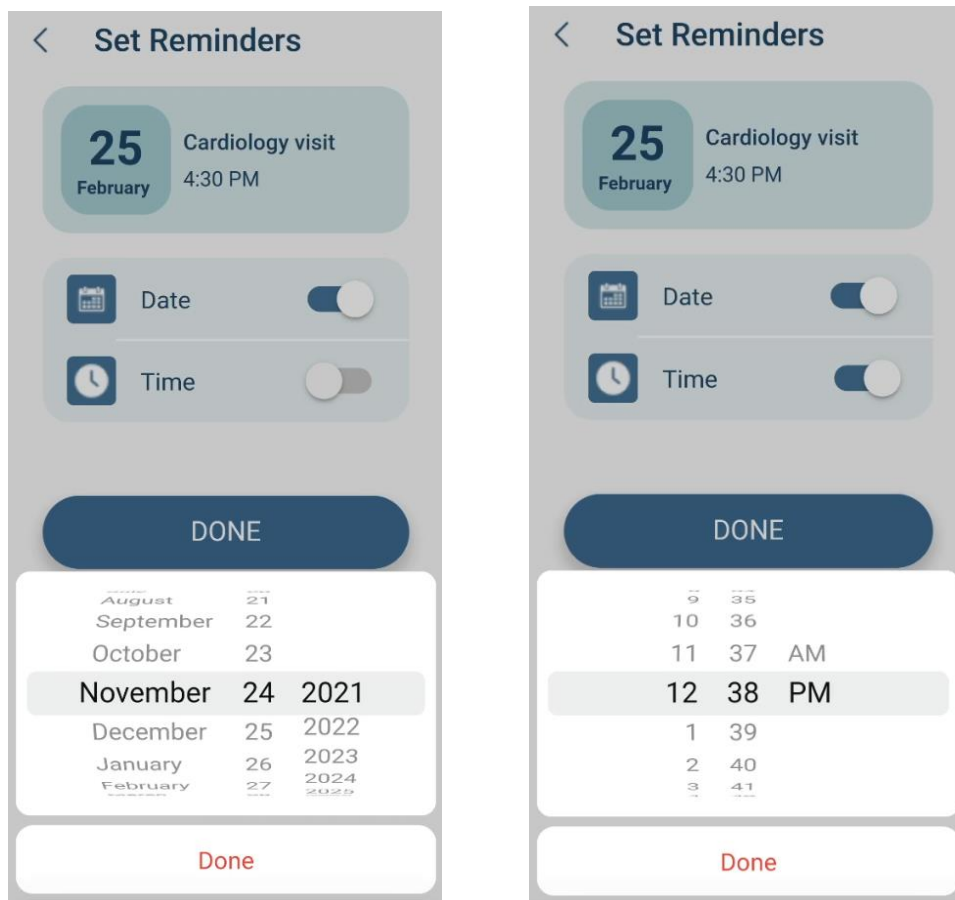 Set Reminders
25
February
Cardiology visit
4:30 PM
Date
Time
DONE
August 21
September 22
October 23
November 24 2021
December 25 2022
January 26 2023
February 27 2024
2025
Done
Set Reminders
25
February
Cardiology visit
4:30 PM
Date
Time
DONE
9 35
10 36
11 37 AM
12 38 PM
1 39
2 40
3 41
Done